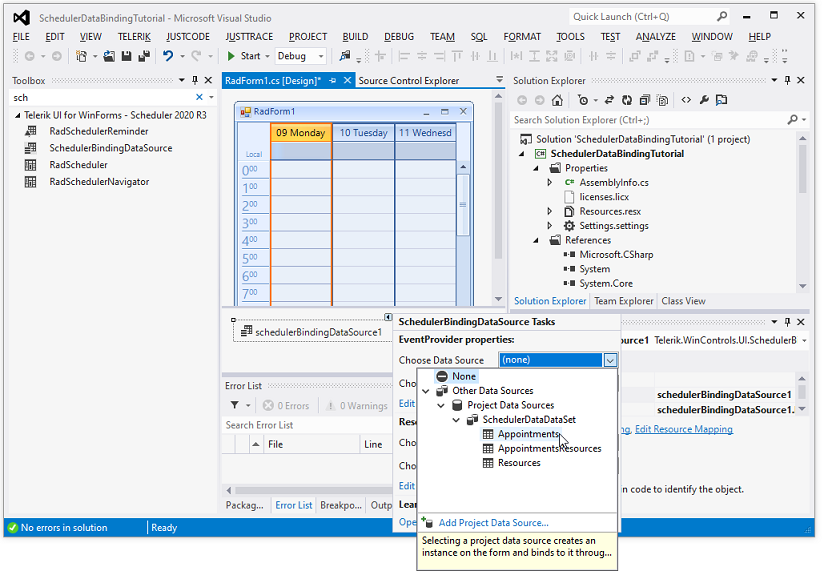 SchedulerDataBindingTutorial - Microsoft Visual Studio
Quick Launch (Ctrl+Q)
FILE EDIT VIEW TELERIK JUSTCODE JUSTTRACE PROJECT BUILD DEBUG TEAM SQL FORMAT TOOLS TEST ANALYZE WINDOW HELP
Start Debug
Toolbox
sch
Telerik UI for WinForms - Scheduler 2020 R3
RadSchedulerReminder
SchedulerBindingDataSource
RadScheduler
RadSchedulerNavigator
RadForm1.cs [Design]* Source Control Explorer
RadForm1
09 Monday 10 Tuesday 11 Wednesd
Local
0 00
1 00
2 00
3 00
4 00
5 00
6 00
7 00
Solution Explorer
Search Solution Explorer (Ctrl+;)
Solution 'SchedulerDataBindingTutorial' (1 project)
SchedulerDataBindingTutorial
Properties
AssemblyInfo.cs
licenses.licx
Resources.resx
Settings.settings
References
Microsoft.CSharp
System
System.Core
Solution Explorer Team Explorer Class View
schedulerBindingDataSource1
SchedulerBindingDataSource Tasks
EventProvider properties:
Choose Data Source (none)
Cho
Edit
Reso
Cho
Cho
Edit
Lear
Ope
None
Other Data Sources
Project Data Sources
SchedulerDataDataSet
Appointments
AppointmentsResources
Resources
Add Project Data Source...
Selecting a project data source creates an
instance on the form and binds to it throug...
ource1 Telerik.WinControls.UI.SchedulerB
schedulerBindingDataSource1
schedulerBindingDataSource1.
ng, Edit Resource Mapping
in code to identify the object.
Error List
0 Errors 0 Warnings
Search Error List
File Line
Packag... Error List Breakpo... Outp
No errors in solution Ready